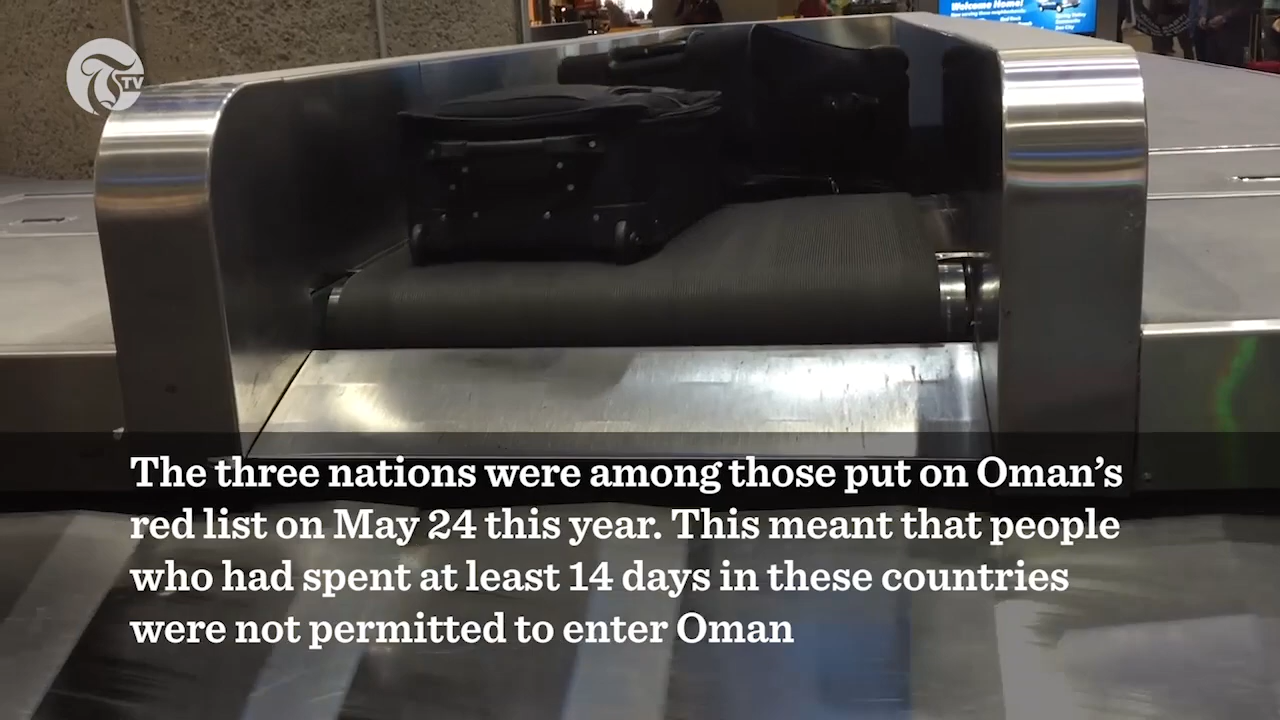 TV
Welcome Home!
The three nations were among those put on Oman's
red list on May 24 this year. This meant that people
who had spent at least 14 days in these countries
were not permitted to enter Oman